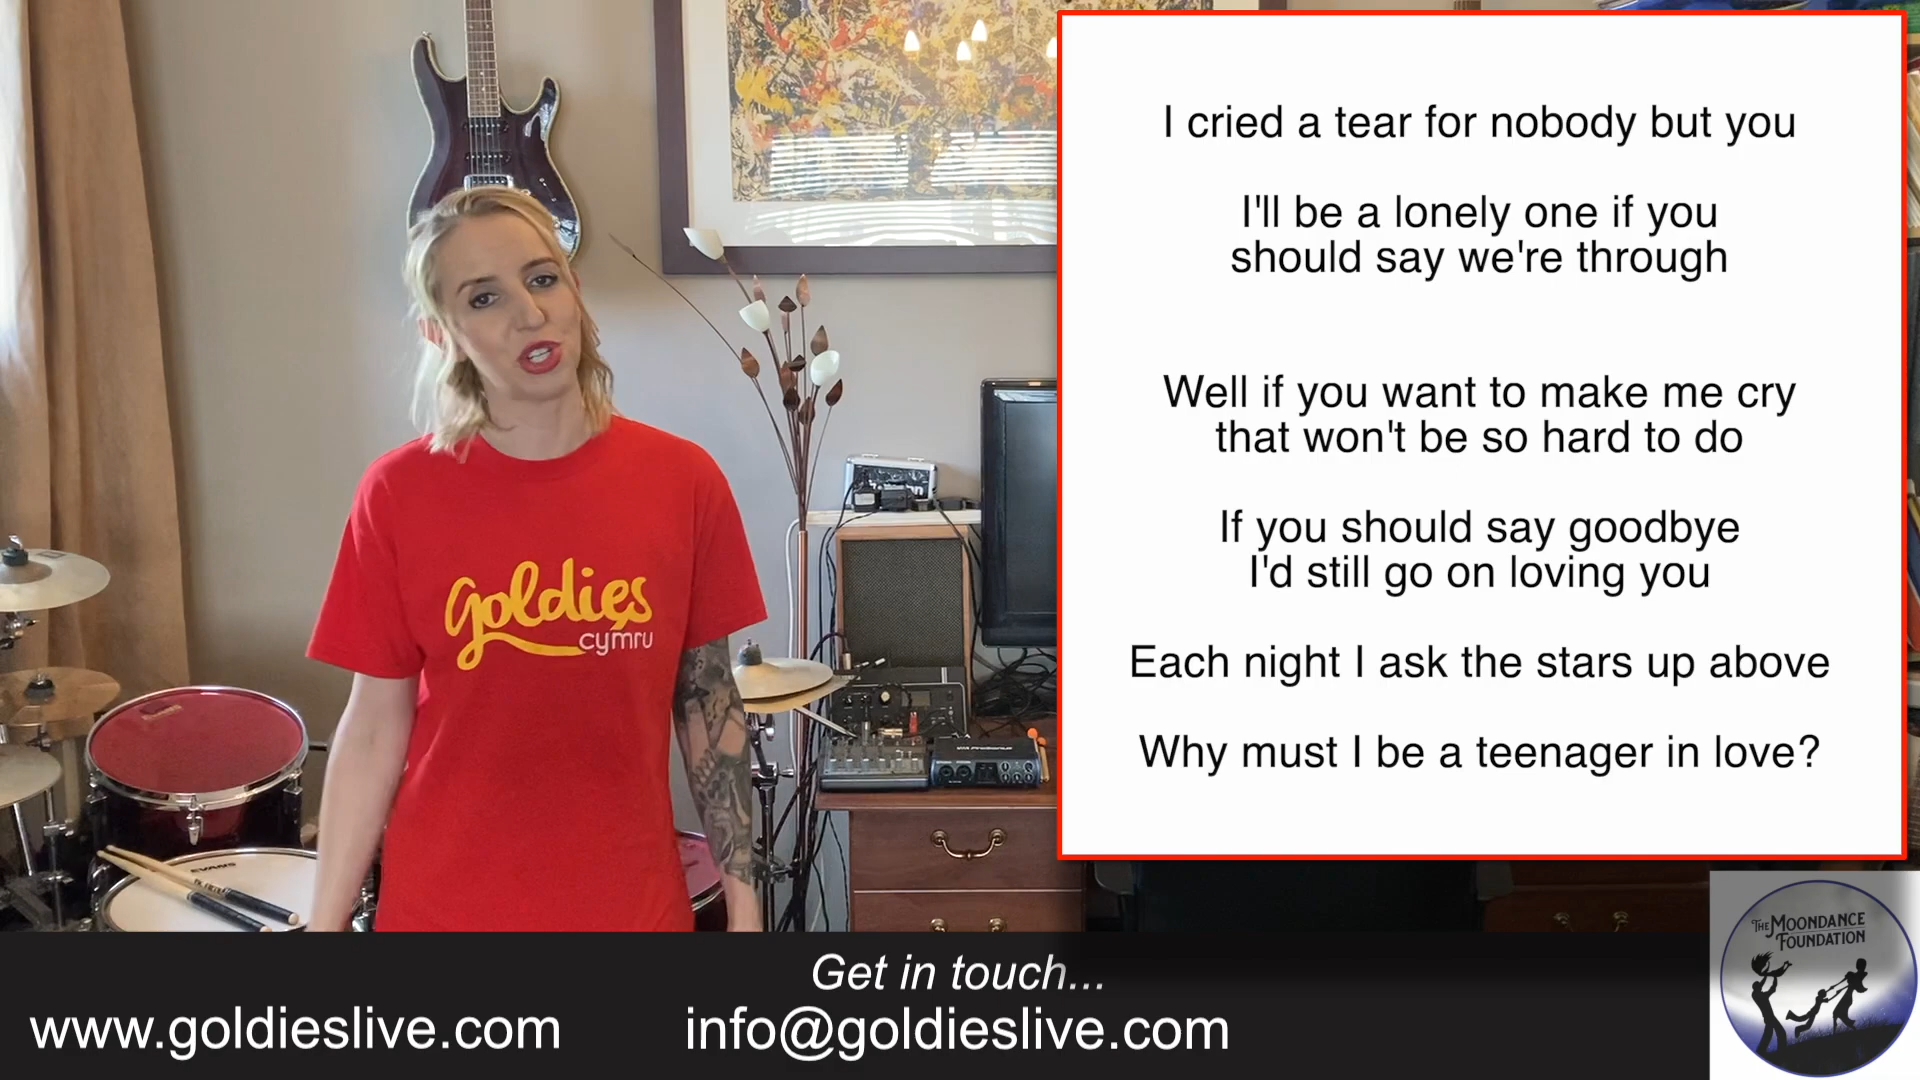 I cried a tear for nobody but you
I'll be a lonely one if you
should say we're through
Well if you want to make me cry
that won't be so hard to do
If you should say goodbye
I'd still go on loving you
Each night I ask the stars up above
Why must I be a teenager in love?
goldies
cymru
EVANS
THE MOONDANCE
FOUNDATION
Get in touch...
www.goldieslive.com
info@goldieslive.com